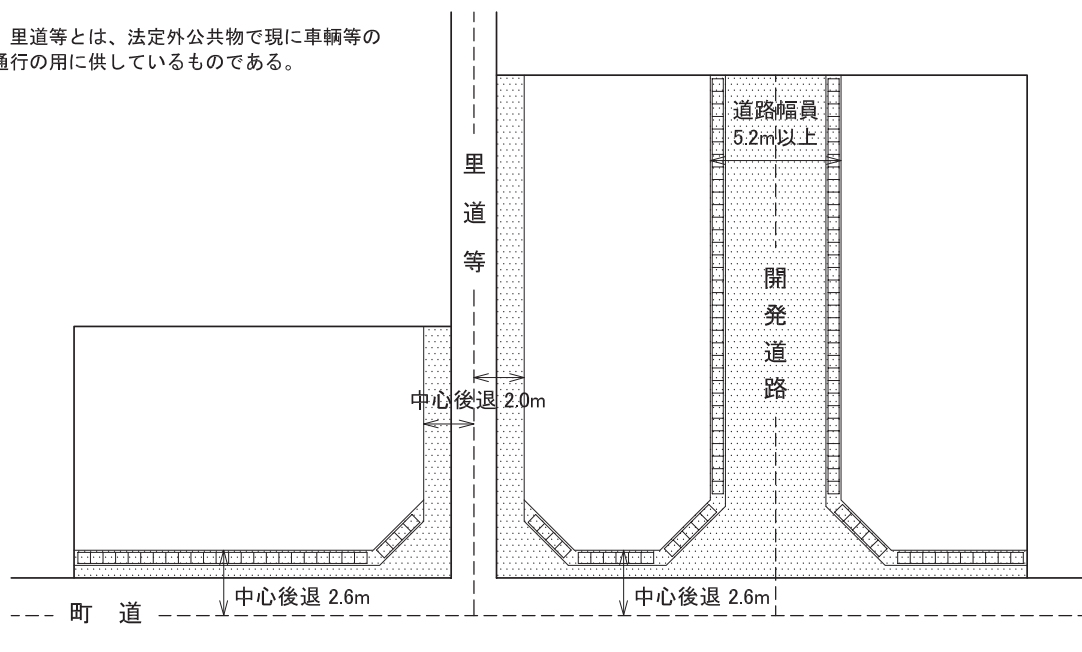 里道等とは、法定外公共物で現に車輌等の
通行の用に供しているものである。
道路幅員
5.2m以上
里道等
開発道路
中心後退 2.0m
中心後退 2.6m
中心後退 2.6m
町道